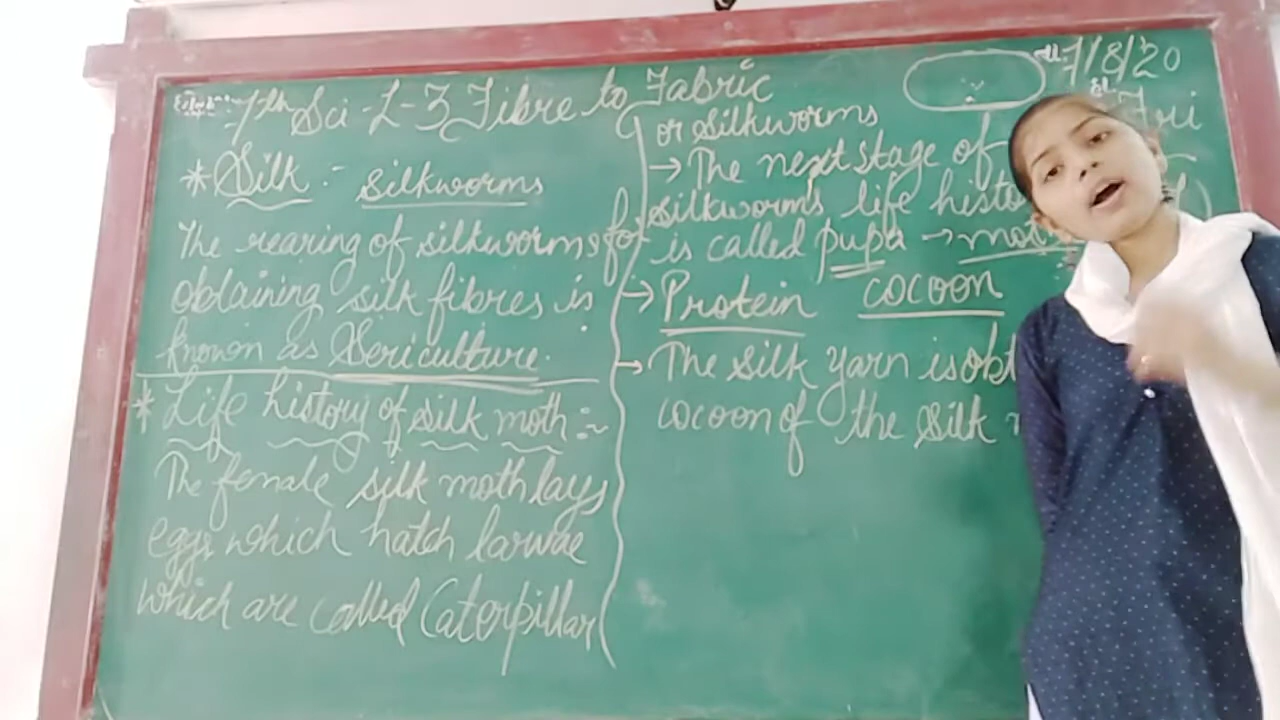 7th Sci - L-3 Fibre to Fabric
7/8/20
Fri
* Silk :- silkworms
The rearing of silkworms for
obtaining silk fibres is
known as Sericulture.
* Life history of silk moth :-
The female silk moth lays
eggs which hatch larvae
which are called Caterpillar
or silkworms
→ The next stage of
silkworms life histo
is called pupa → mot
→ Protein cocoon
→ The silk yarn is obt
cocoon of the silk